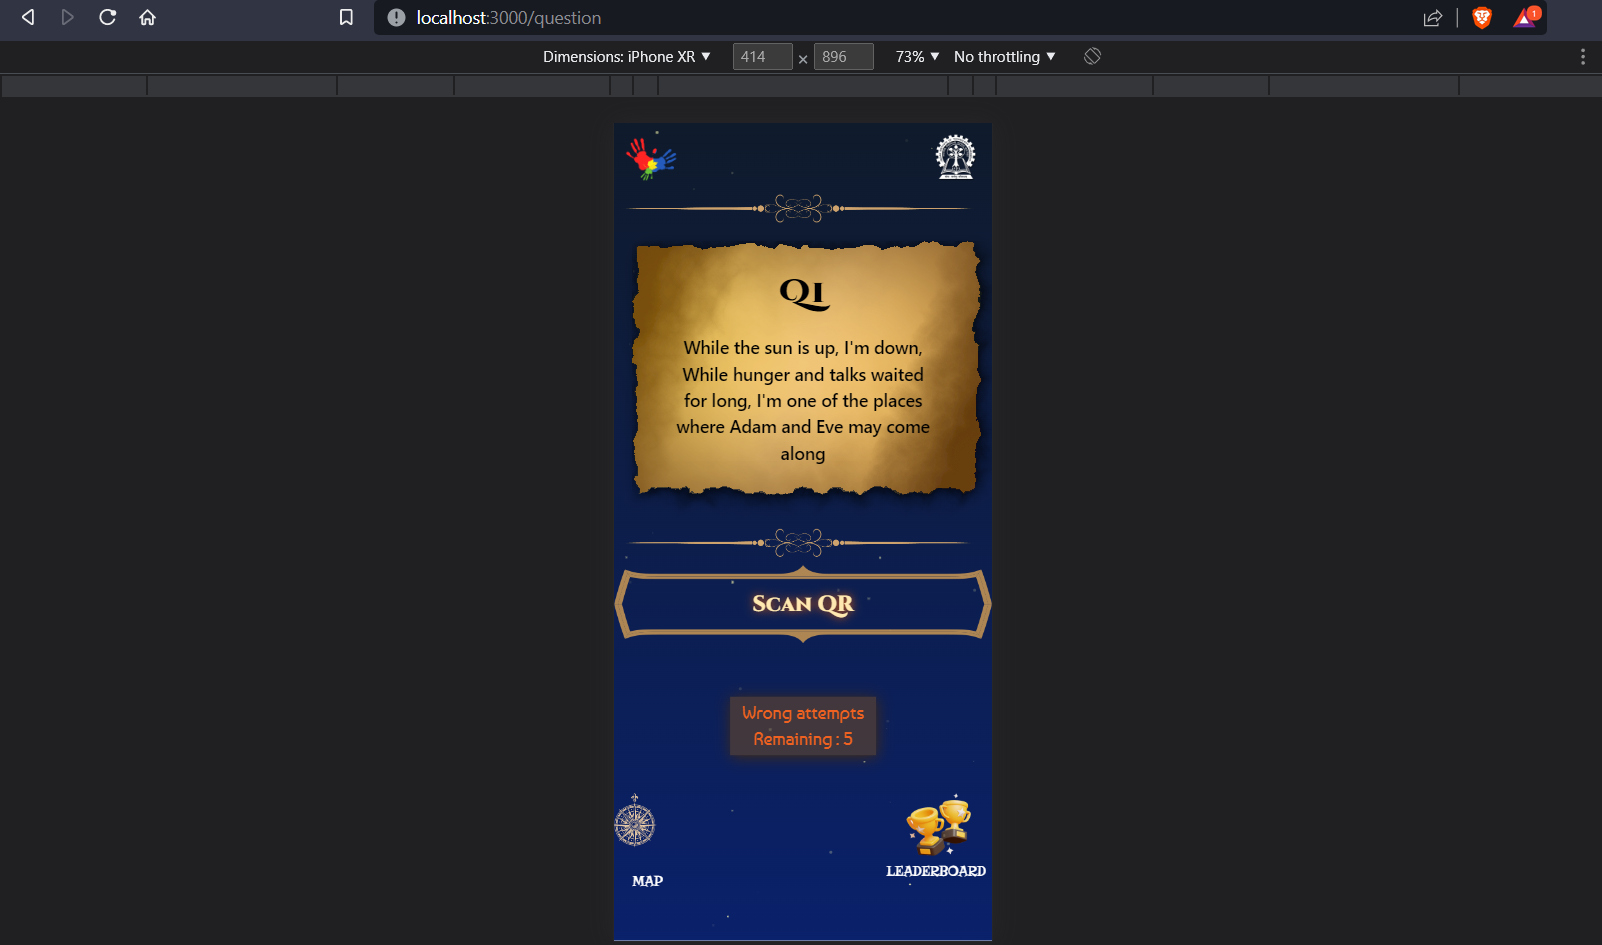 localhost:3000/question
1
Dimensions: iPhone XR ▼ 414 × 896 73% ▼ No throttling ▼
Q1
While the sun is up, I'm down,
While hunger and talks waited
for long, I'm one of the places
where Adam and Eve may come
along
Scan QR
Wrong attempts
Remaining : 5
LEADERBOARD
MAP